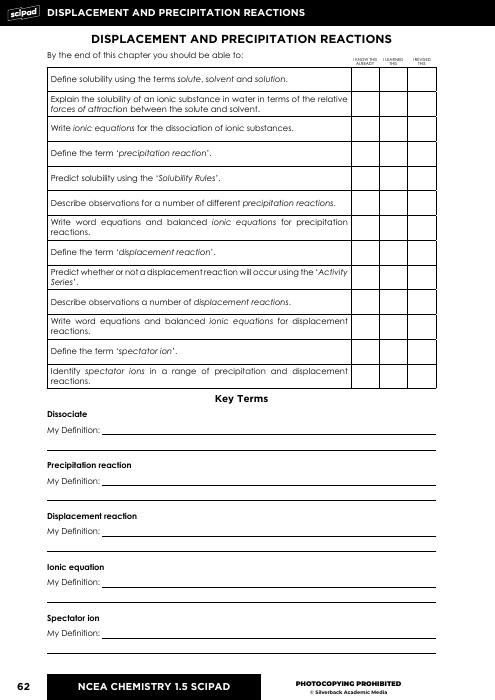 scipad
DISPLACEMENT AND PRECIPITATION REACTIONS
DISPLACEMENT AND PRECIPITATION REACTIONS
By the end of this chapter you should be able to:
I KNOW THIS
ALREADY
I LEARNED
THIS
I REVISED
THIS
Define solubility using the terms solute, solvent and solution.
Explain the solubility of an ionic substance in water in terms of the relative
forces of attraction between the solute and solvent.
Write ionic equations for the dissociation of ionic substances.
Define the term ‘precipitation reaction’.
Predict solubility using the ‘Solubility Rules’.
Describe observations for a number of different precipitation reactions.
Write word equations and balanced ionic equations for precipitation
reactions.
Define the term ‘displacement reaction’.
Predict whether or not a displacement reaction will occur using the ‘Activity
Series’.
Describe observations a number of displacement reactions.
Write word equations and balanced ionic equations for displacement
reactions.
Define the term ‘spectator ion’.
Identify spectator ions in a range of precipitation and displacement
reactions.
Key Terms
Dissociate
My Definition:
Precipitation reaction
My Definition:
Displacement reaction
My Definition:
Ionic equation
My Definition:
Spectator ion
My Definition:
62
NCEA CHEMISTRY 1.5 SCIPAD
PHOTOCOPYING PROHIBITED
© Silverback Academic Media